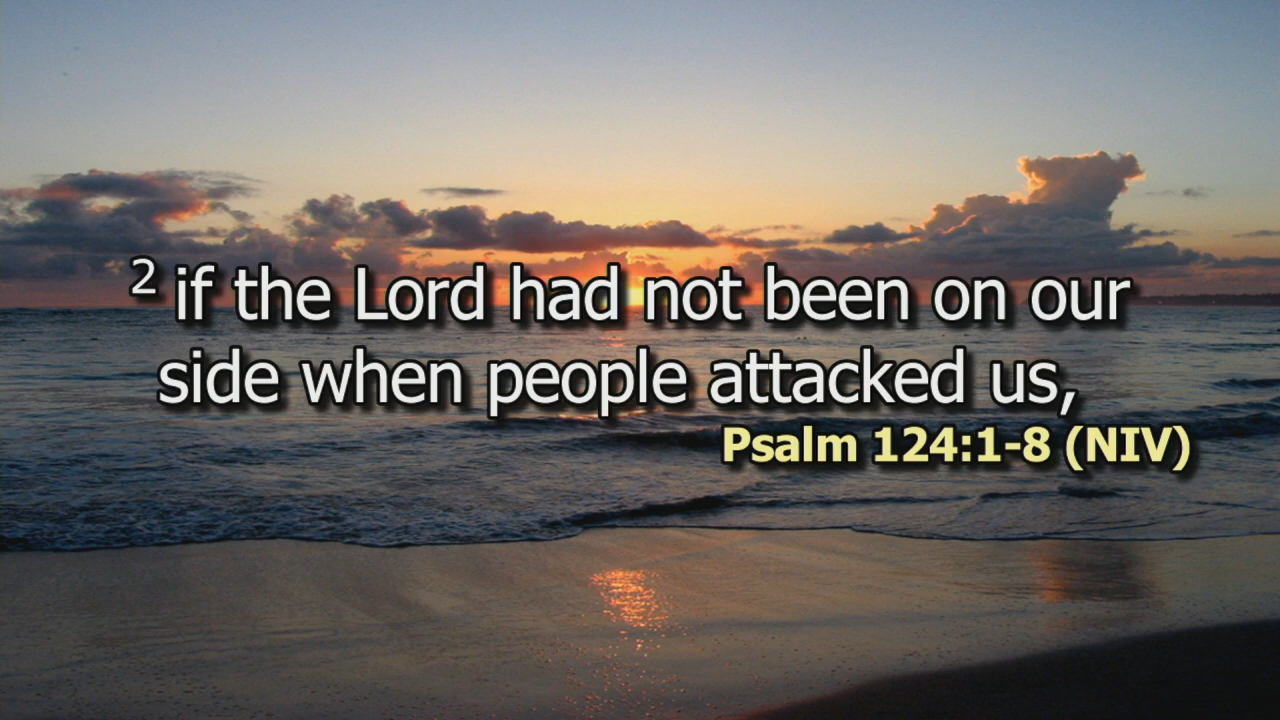 2 if the Lord had not been on our
side when people attacked us,
Psalm 124:1-8 (NIV)